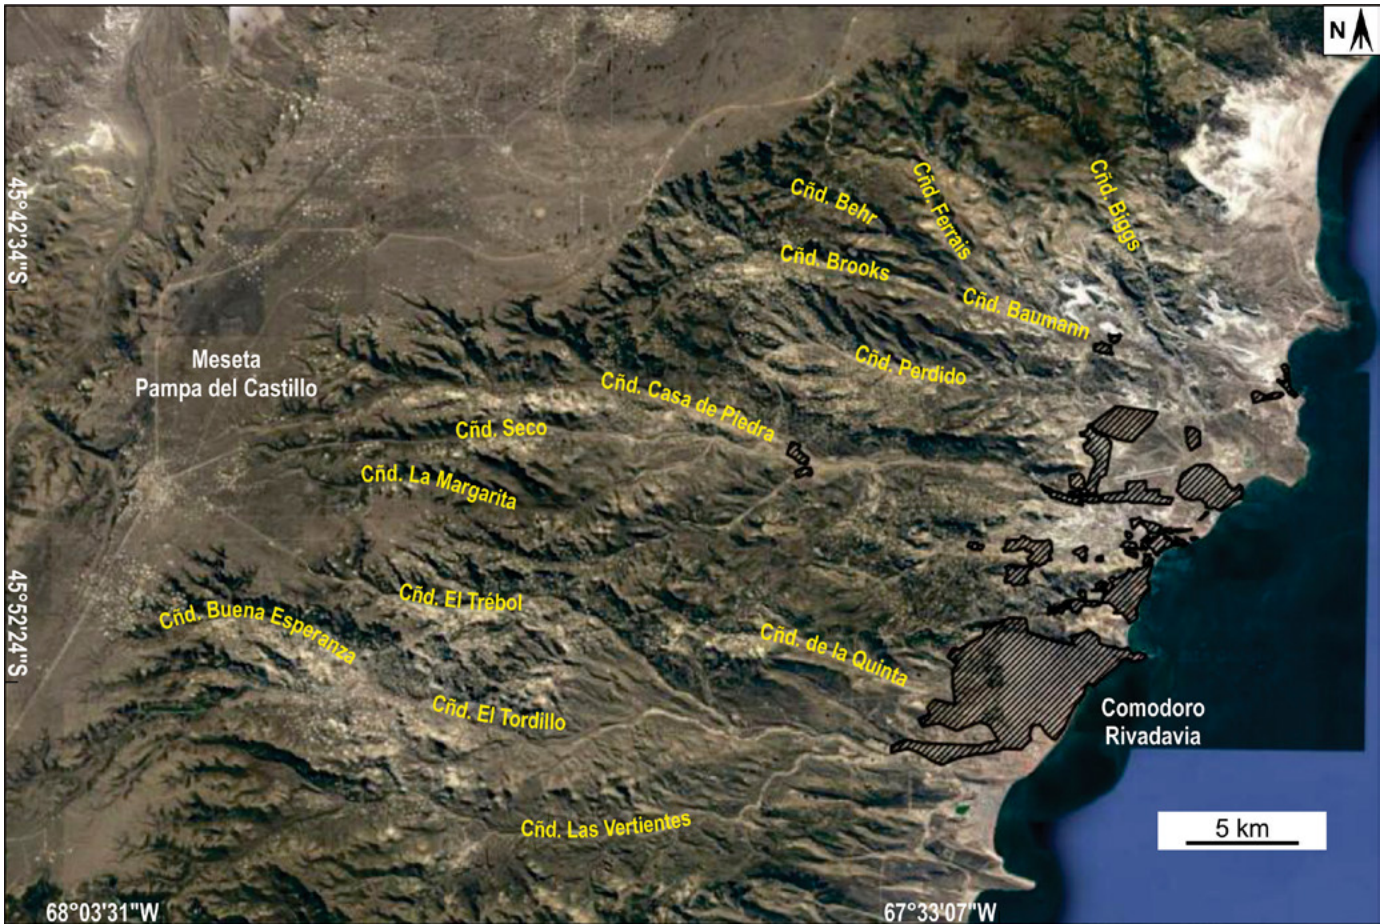 N
45°42'34"S
Cñd. Behr
Cñd. Ferrais
Cñd. Biggs
Cñd. Brooks
Cñd. Baumann
Meseta
Pampa del Castillo
Cñd. Perdido
Cñd. Casa de Piedra
Cñd. Seco
Cñd. La Margarita
45°52'24"S
Cñd. El Trébol
Cñd. Buena Esperanza
Cñd. de la Quinta
Cñd. El Tordillo
Comodoro
Rivadavia
Cñd. Las Vertientes
5 km
68°03'31"W
67°33'07"W